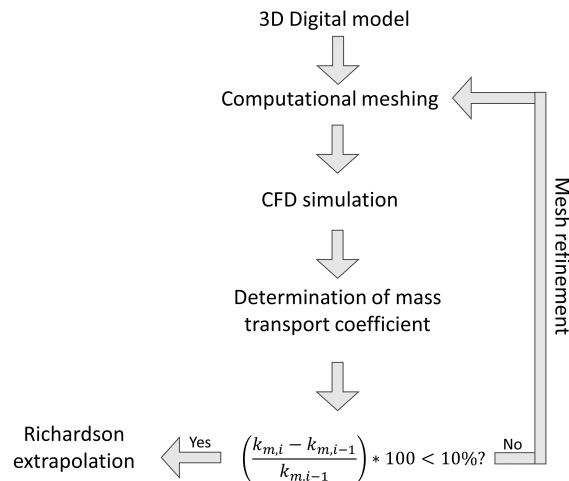 3D Digital model
Computational meshing
CFD simulation
Mesh refinement
Determination of mass
transport coefficient
Richardson
extrapolation
Yes
(k_{m,i} − k_{m,i−1} / k_{m,i−1}) * 100 < 10%?
No